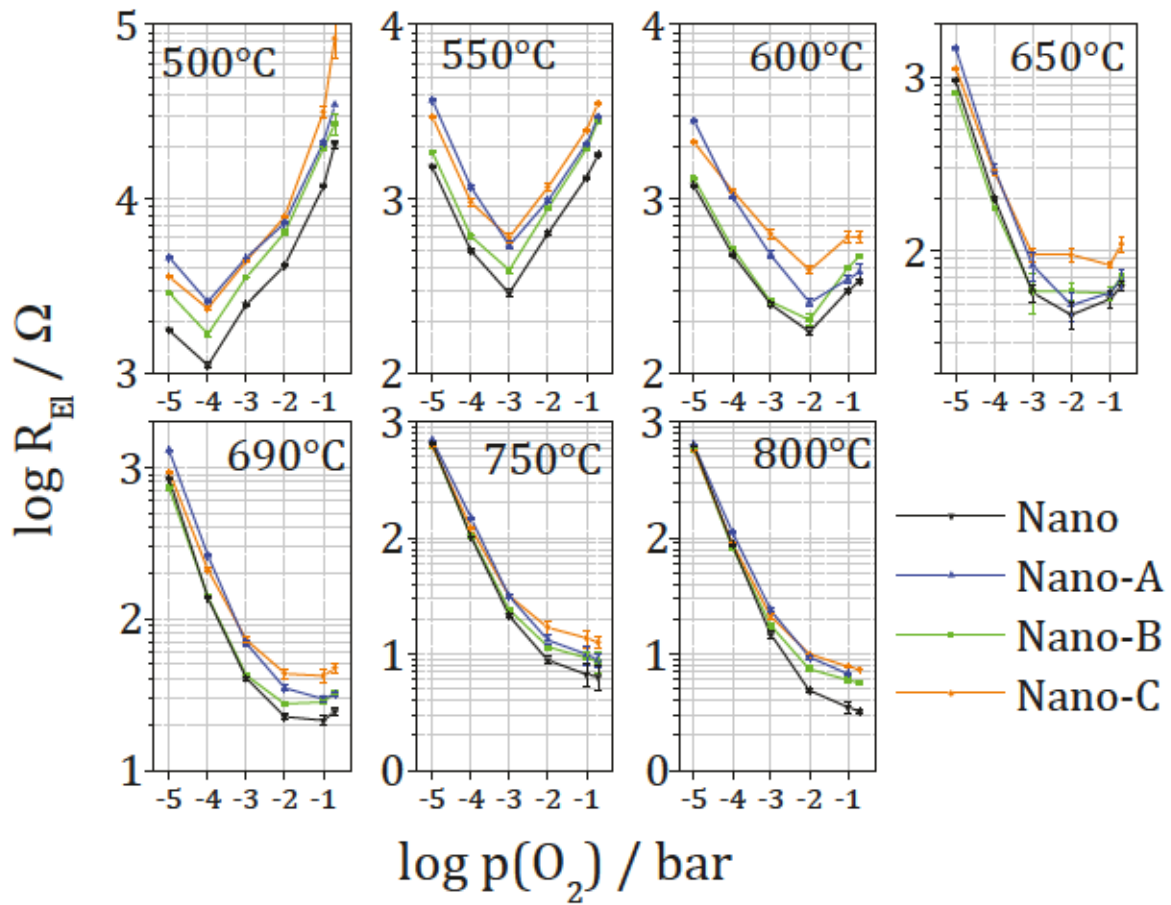 5
4
3
500°C
-5 -4 -3 -2 -1
4
3
2
550°C
-5 -4 -3 -2 -1
4
3
2
600°C
-5 -4 -3 -2 -1
3
2
650°C
-5 -4 -3 -2 -1
log R_El / Ω
3
2
1
690°C
-5 -4 -3 -2 -1
3
2
1
0
750°C
-5 -4 -3 -2 -1
3
2
1
0
800°C
-5 -4 -3 -2 -1
Nano
Nano-A
Nano-B
Nano-C
log p(O₂) / bar